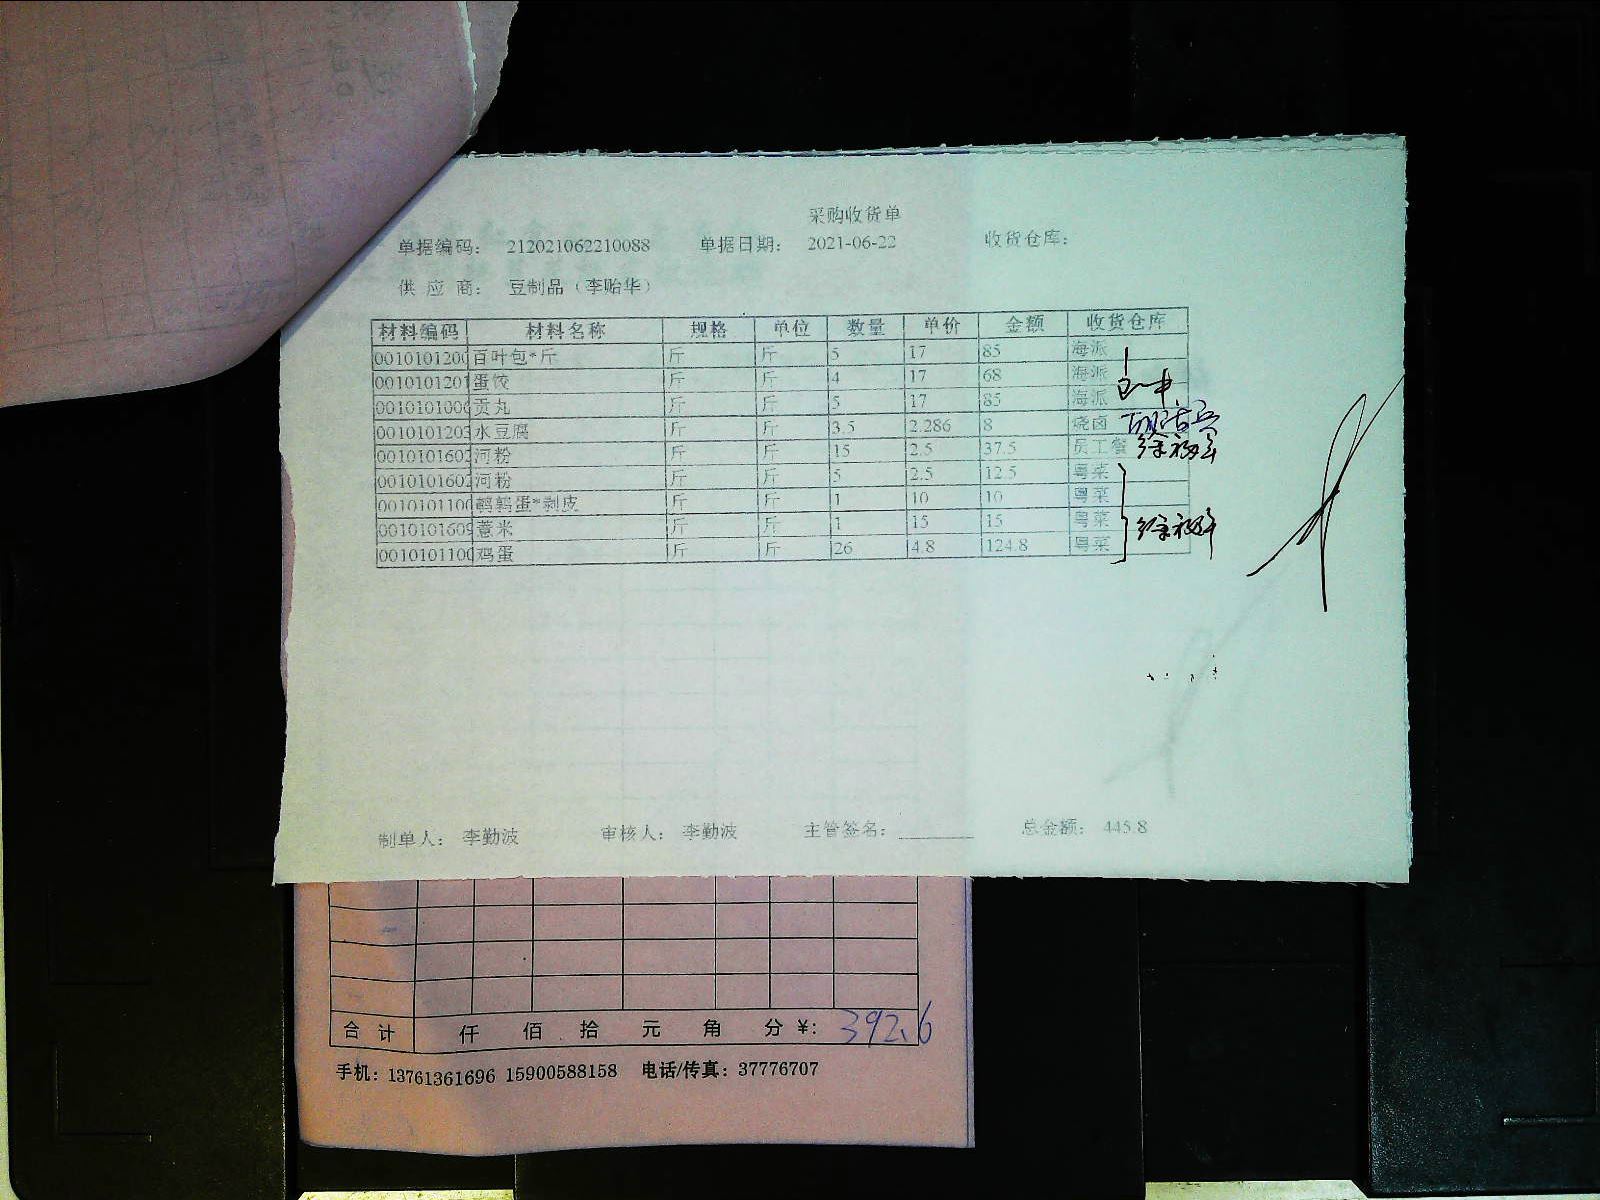 采购收货单
单据编码： 212021062210088 单据日期： 2021-06-22 收货仓库：
供 应 商： 豆制品（李贻华）
材料编码 材料名称 规格 单位 数量 单价 金额 收货仓库
0010101200 百叶包*斤 斤 斤 5 17 85 海派
0010101201 蛋饺 斤 斤 4 17 68 海派
0010101006 贡丸 斤 斤 5 17 85 海派
0010101203 水豆腐 斤 斤 3.5 2.286 8 烧卤
0010101602 河粉 斤 斤 15 2.5 37.5 员工餐
0010101602 河粉 斤 斤 5 2.5 12.5 粤菜
0010101100 鹌鹑蛋*剥皮 斤 斤 1 10 10 粤菜
0010101609 薏米 斤 斤 1 15 15 粤菜
0010101100 鸡蛋 斤 斤 26 4.8 124.8 粤菜
制单人： 李勤波 审核人： 李勤波 主管签名： 总金额： 445.8
合 计 仟 佰 拾 元 角 分 ¥: 392.6
手机：13761361696 15900588158 电话/传真：37776707